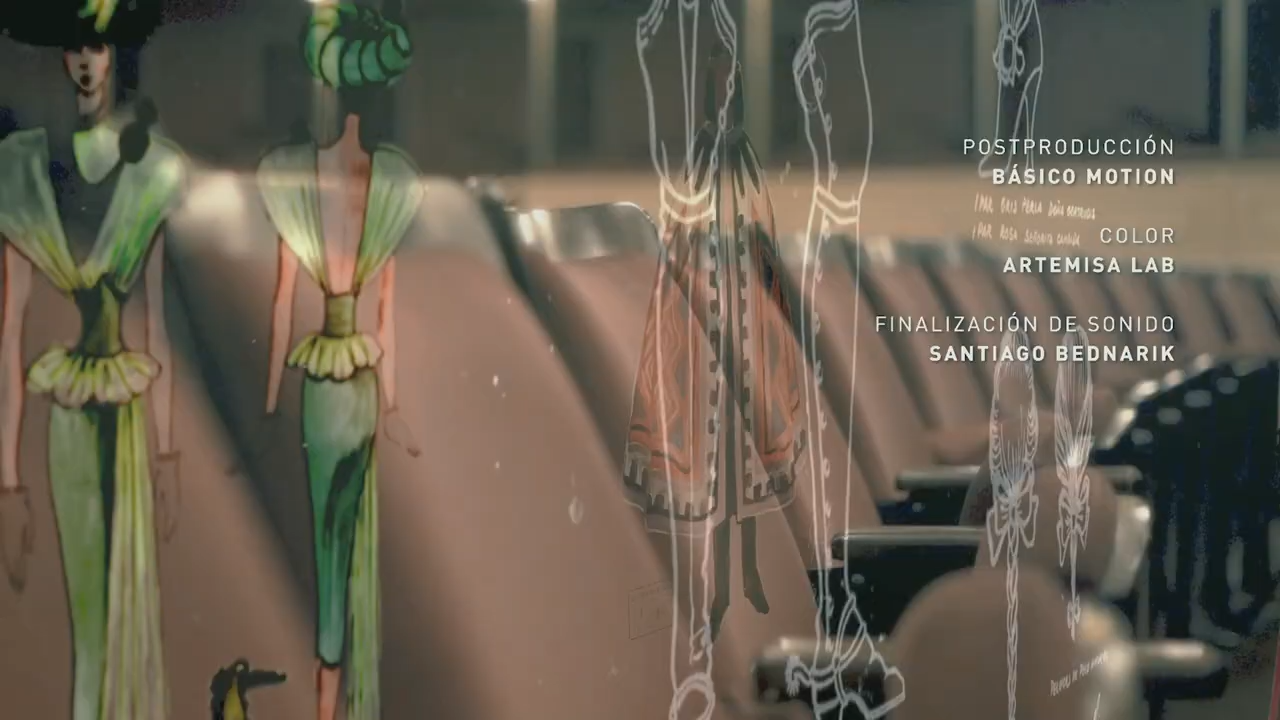 POSTPRODUCCIÓN
BÁSICO MOTION
COLOR
ARTEMISA LAB
FINALIZACIÓN DE SONIDO
SANTIAGO BEDNARIK